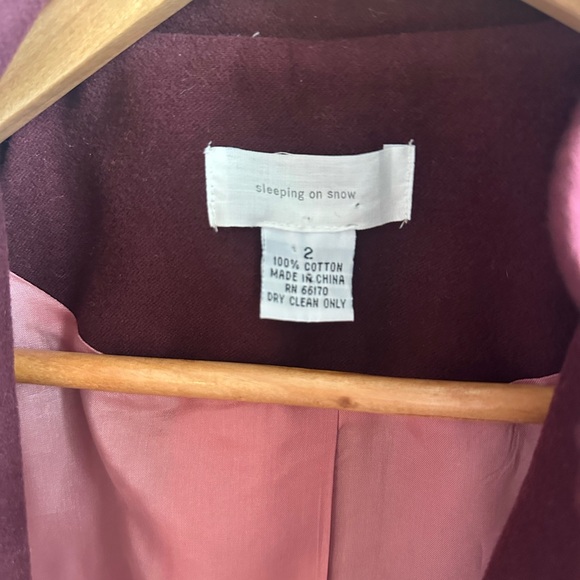 sleeping on snow
2
100% COTTON
MADE IN CHINA
RN 66170
DRY CLEAN ONLY